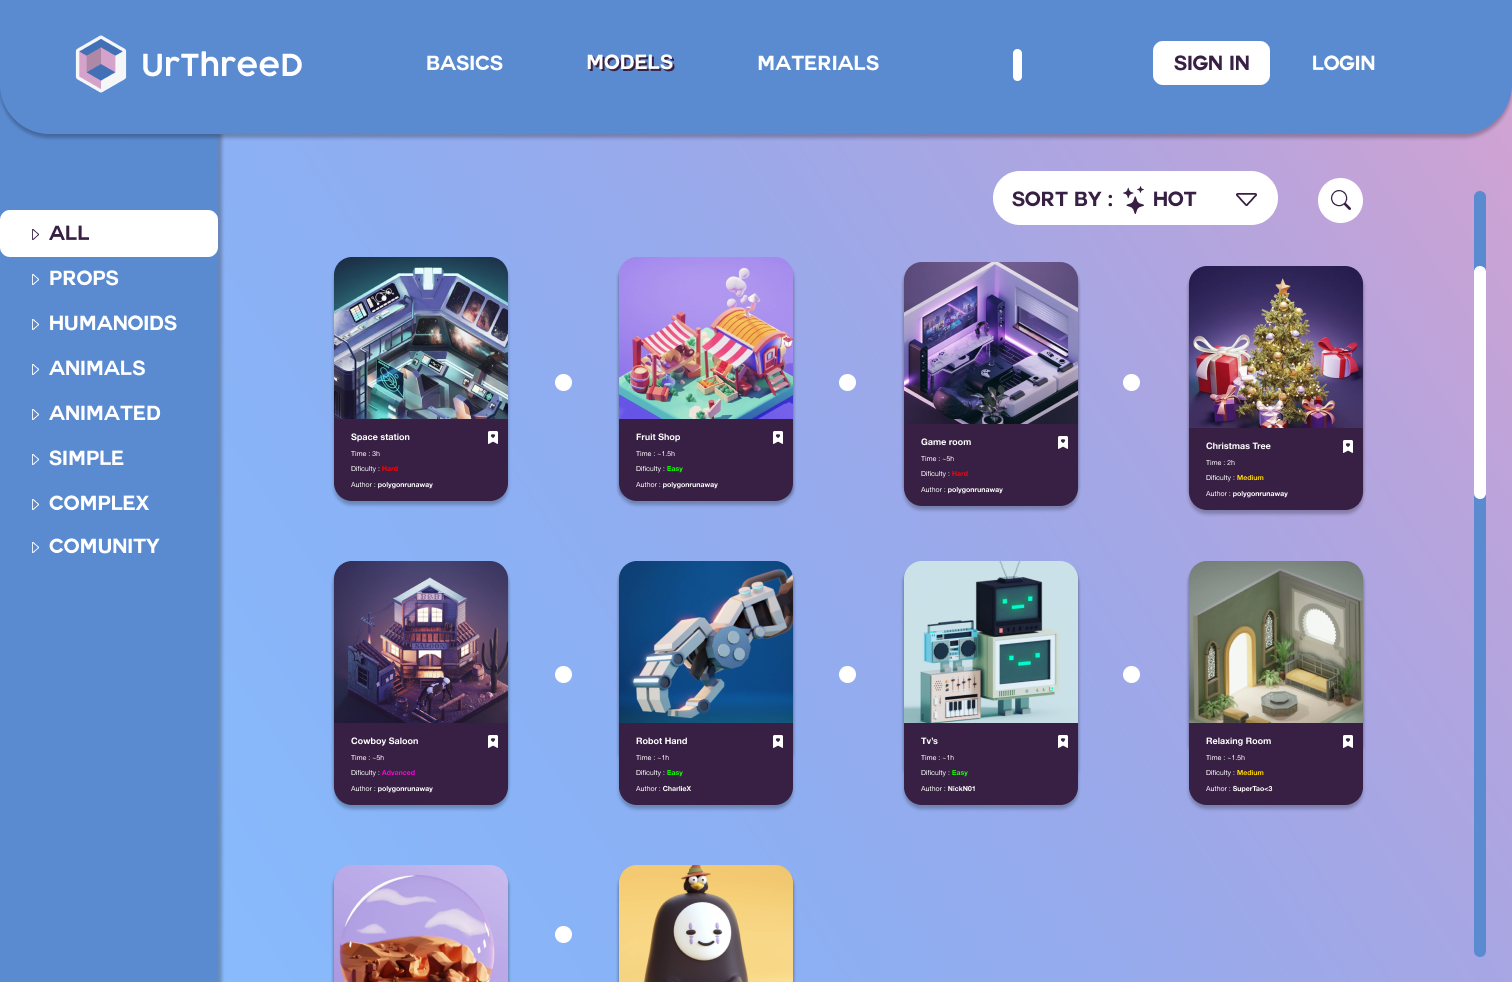 UrThreeD
BASICS
MODELS
MATERIALS
SIGN IN
LOGIN
SORT BY : HOT
ALL
PROPS
HUMANOIDS
ANIMALS
ANIMATED
SIMPLE
COMPLEX
COMUNITY
Space station
Time : 3h
Dificulty : Hard
Author : polygonrunaway
Fruit Shop
Time : ~1.5h
Dificulty : Easy
Author : polygonrunaway
Game room
Time : ~5h
Dificulty : Hard
Author : polygonrunaway
Christmas Tree
Time : 2h
Dificulty : Medium
Author : polygonrunaway
SALOON
Cowboy Saloon
Time : ~5h
Dificulty : Advanced
Author : polygonrunaway
Robot Hand
Time : ~1h
Dificulty : Easy
Author : CharlieX
Tv's
Time : ~1h
Dificulty : Easy
Author : NickN01
Relaxing Room
Time : ~1.5h
Dificulty : Medium
Author : SuperTao<3